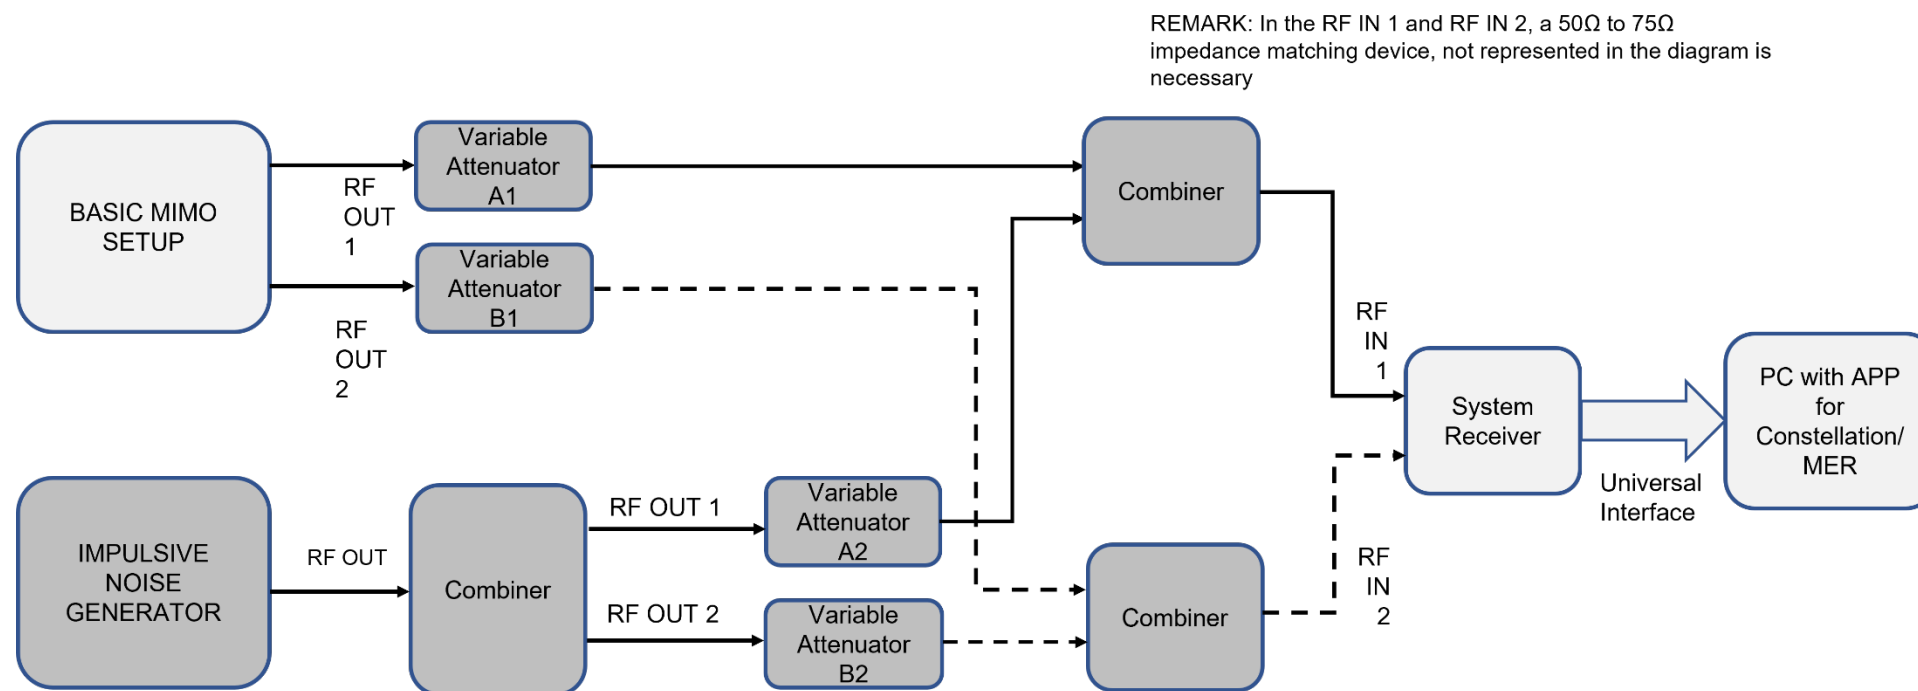 REMARK: In the RF IN 1 and RF IN 2, a 50Ω to 75Ω
impedance matching device, not represented in the diagram is
necessary
BASIC MIMO
SETUP
RF
OUT
1
RF
OUT
2
Variable
Attenuator
A1
Variable
Attenuator
B1
Combiner
RF
IN
1
System
Receiver
Universal
Interface
PC with APP
for
Constellation/
MER
IMPULSIVE
NOISE
GENERATOR
RF OUT
Combiner
RF OUT 1
RF OUT 2
Variable
Attenuator
A2
Variable
Attenuator
B2
Combiner
RF
IN
2